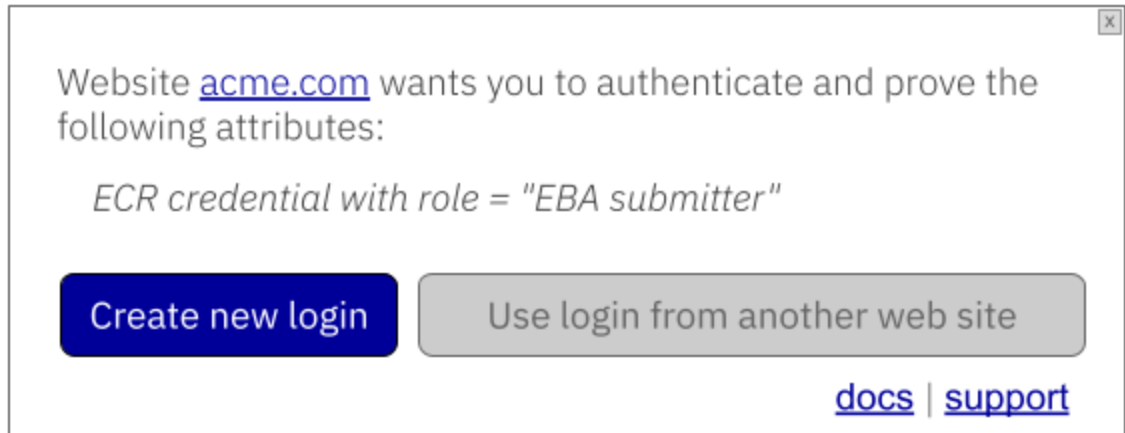 x
Website acme.com wants you to authenticate and prove the
following attributes:
ECR credential with role = "EBA submitter"
Create new login
Use login from another web site
docs | support